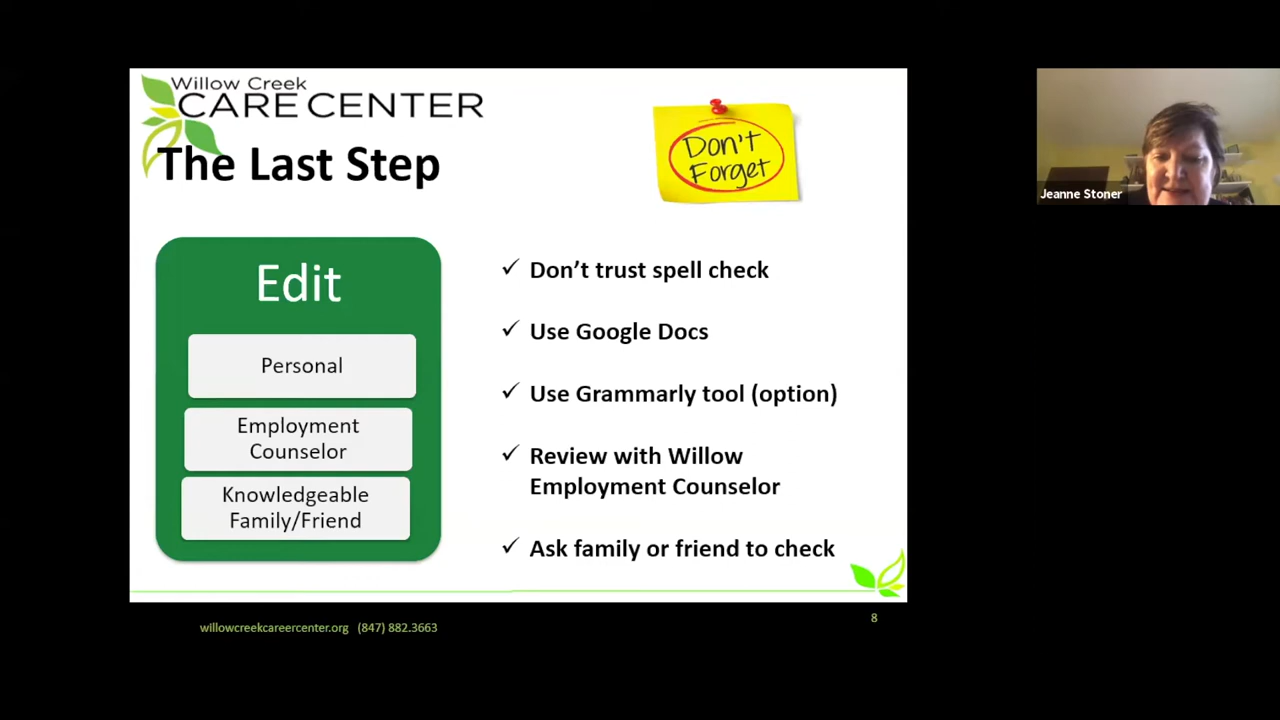 Willow Creek
CARE CENTER
The Last Step
Don't
Forget
Edit
Personal
Employment
Counselor
Knowledgeable
Family/Friend
✓ Don’t trust spell check
✓ Use Google Docs
✓ Use Grammarly tool (option)
✓ Review with Willow
Employment Counselor
✓ Ask family or friend to check
willowcreekcareercenter.org (847) 882.3663
8
Jeanne Stoner